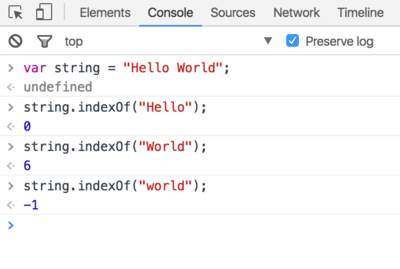 Elements Console Sources Network Timeline
top Preserve log
> var string = "Hello World";
undefined
> string.indexOf("Hello");
0
> string.indexOf("World");
6
> string.indexOf("world");
-1
>